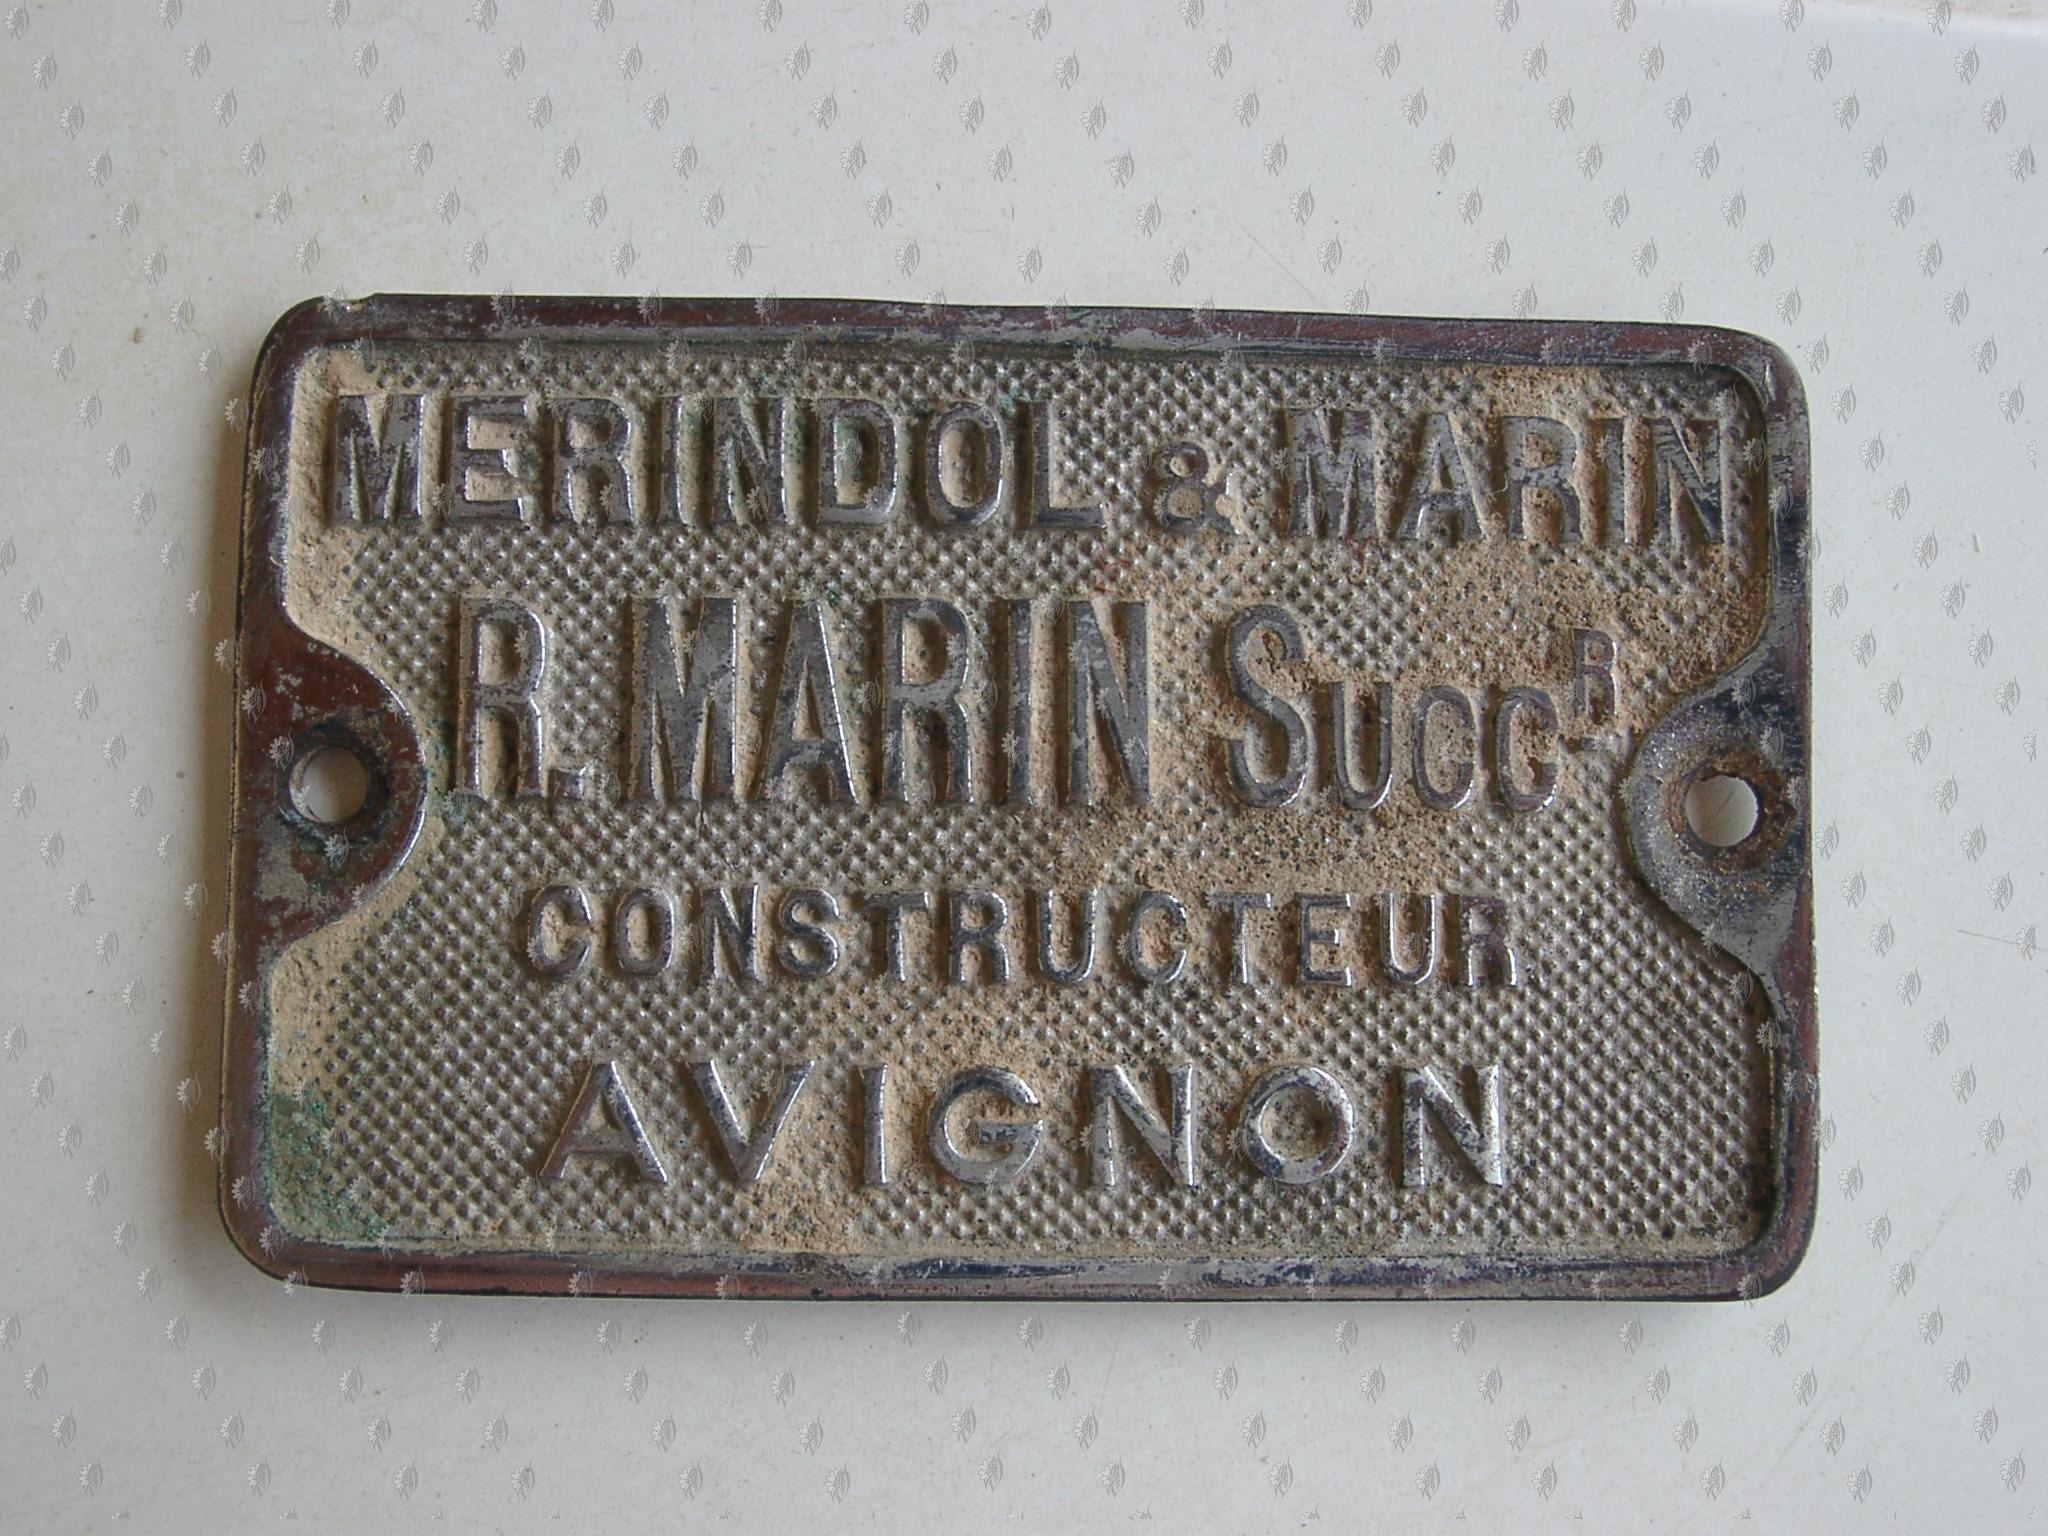 MERINDOL & MARIN
R. MARIN SUCCR
CONSTRUCTEUR
AVIGNON